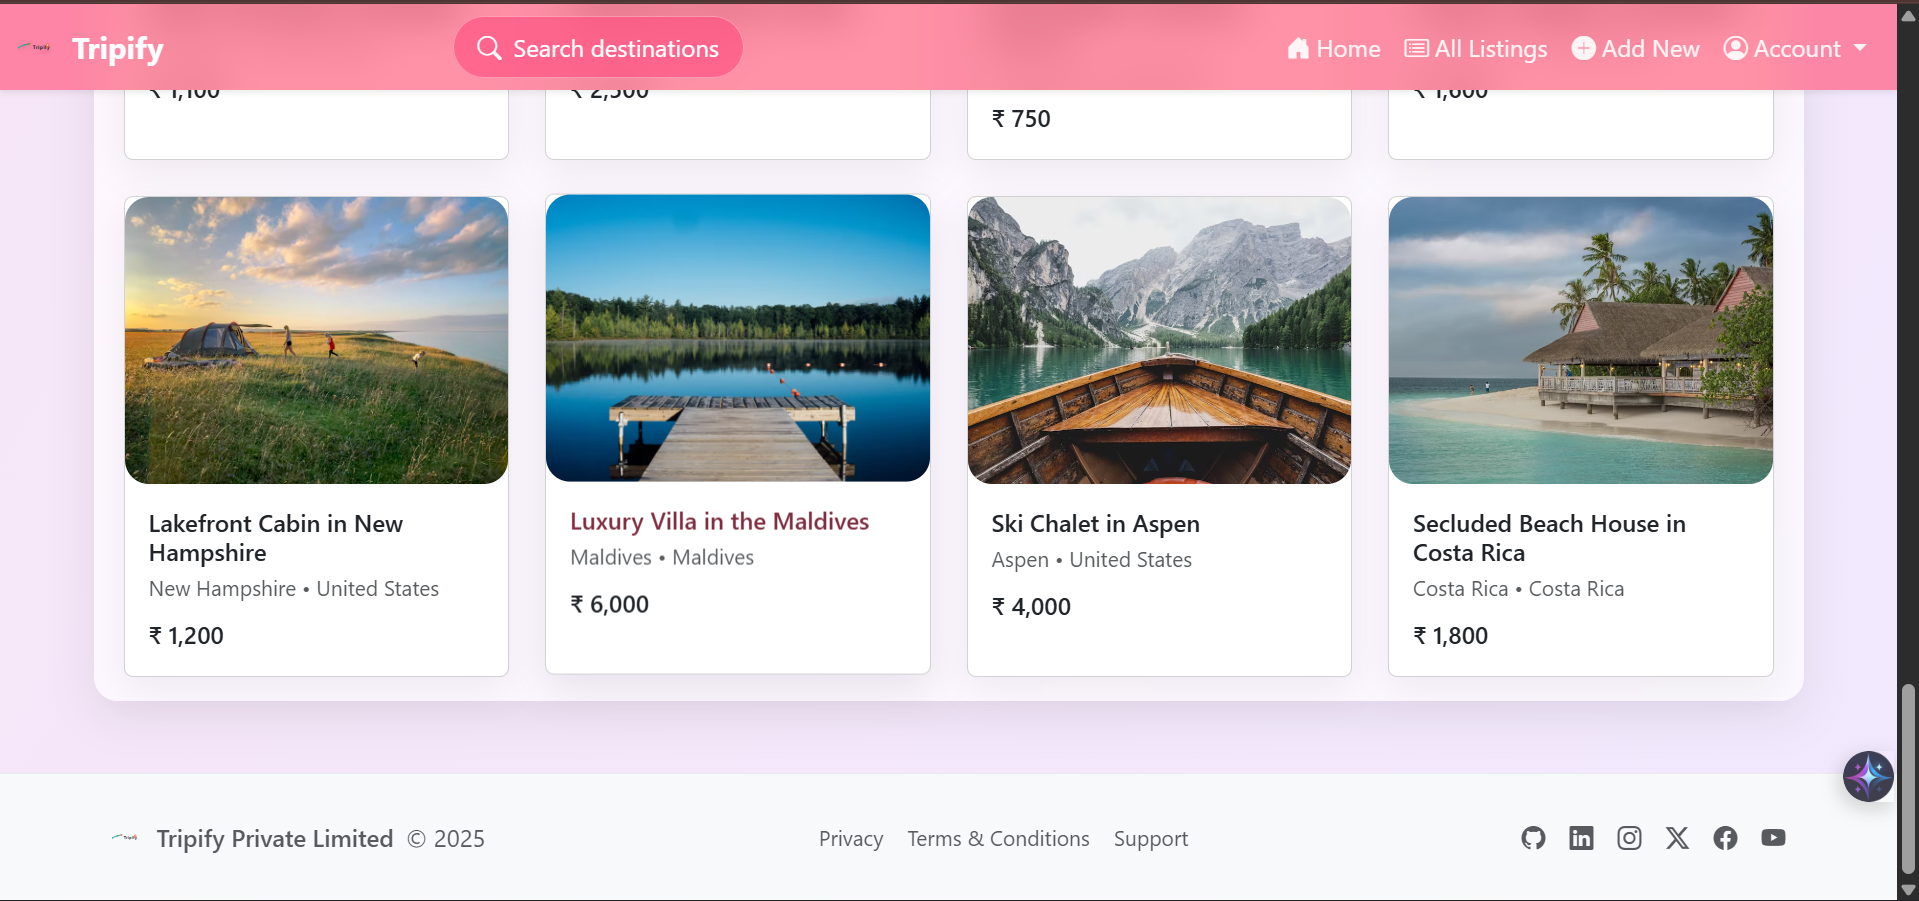 Tripify
Search destinations
Home
All Listings
Add New
Account
₹ 1,100
₹ 2,500
₹ 750
₹ 1,600
Lakefront Cabin in New
Hampshire
New Hampshire • United States
₹ 1,200
Luxury Villa in the Maldives
Maldives • Maldives
₹ 6,000
Ski Chalet in Aspen
Aspen • United States
₹ 4,000
Secluded Beach House in
Costa Rica
Costa Rica • Costa Rica
₹ 1,800
Tripify Private Limited © 2025
Privacy
Terms & Conditions
Support